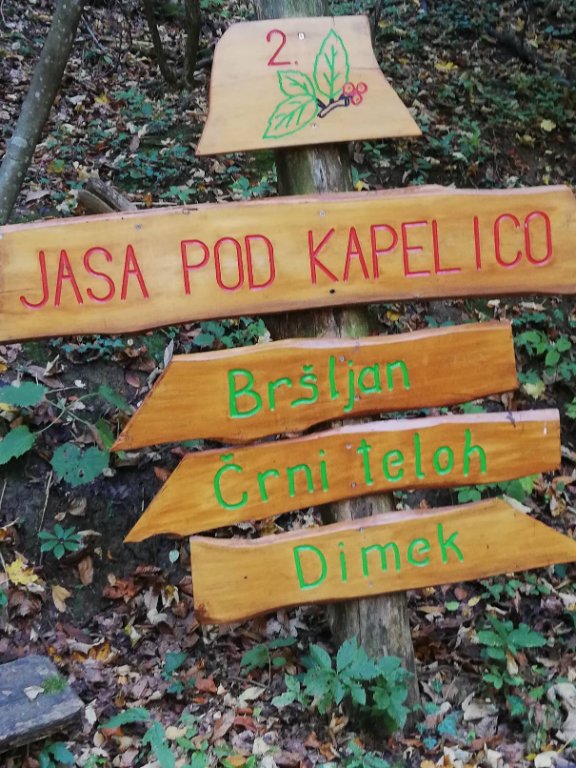 2.
JASA POD KAPELICO
Bršljan
Črni teloh
Dimek